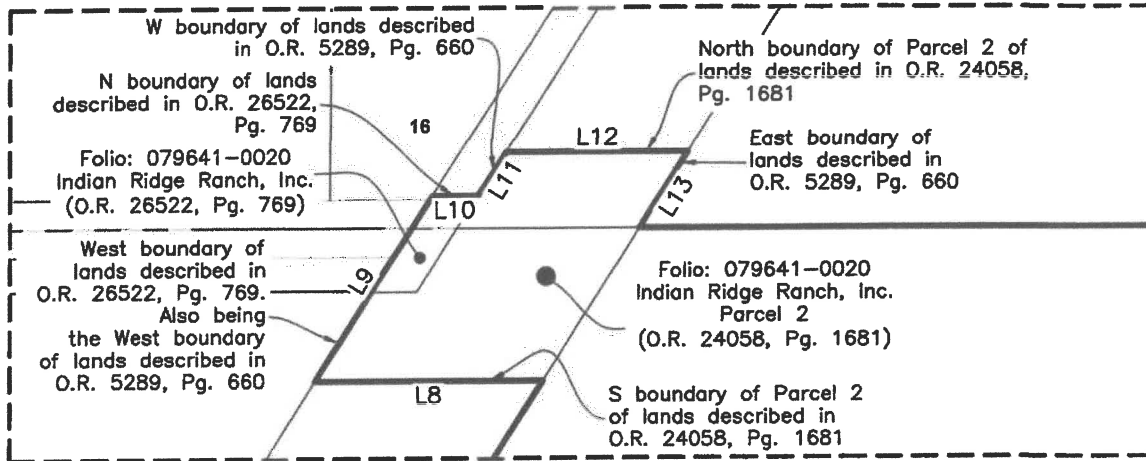 W boundary of lands described
in O.R. 5289, Pg. 660
N boundary of lands
described in O.R. 26522,
Pg. 769
16
Folio: 079641-0020
Indian Ridge Ranch, Inc.
(O.R. 26522, Pg. 769)
West boundary of
lands described in
O.R. 26522, Pg. 769.
Also being
the West boundary
of lands described in
O.R. 5289, Pg. 660
L9
L10
L11
L12
L13
L8
North boundary of Parcel 2 of
lands described in O.R. 24058,
Pg. 1681
East boundary of
lands described in
O.R. 5289, Pg. 660
Folio: 079641-0020
Indian Ridge Ranch, Inc.
Parcel 2
(O.R. 24058, Pg. 1681)
S boundary of Parcel 2
of lands described in
O.R. 24058, Pg. 1681